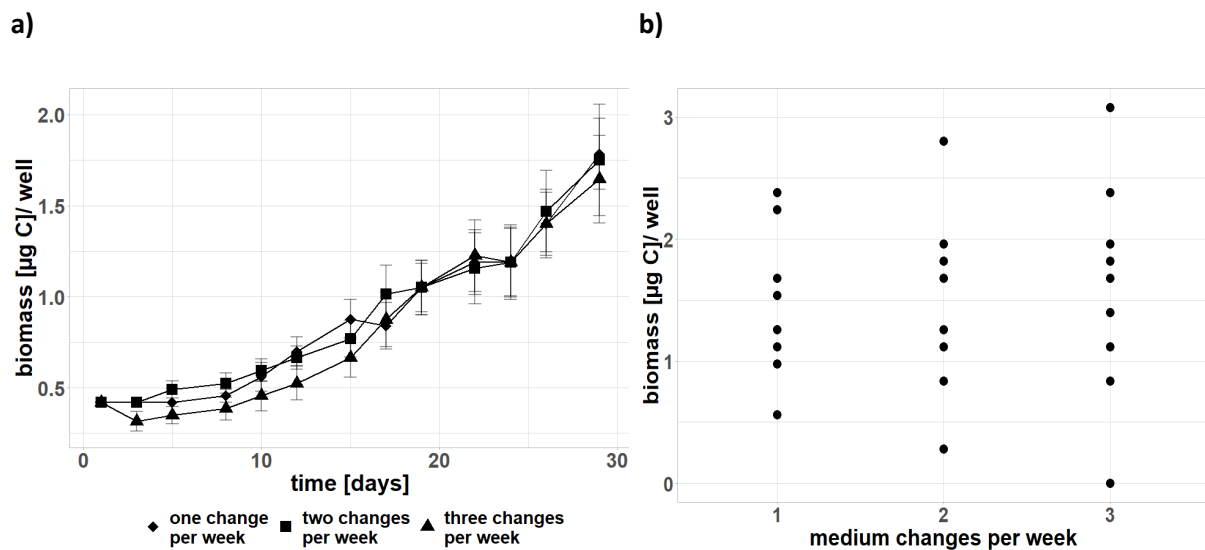 a)
b)
biomass [µg C]/ well
2.0
1.5
1.0
0.5
0
10
20
30
time [days]
one change
per week
two changes
per week
three changes
per week
biomass [µg C]/ well
3
2
1
0
1
2
3
medium changes per week